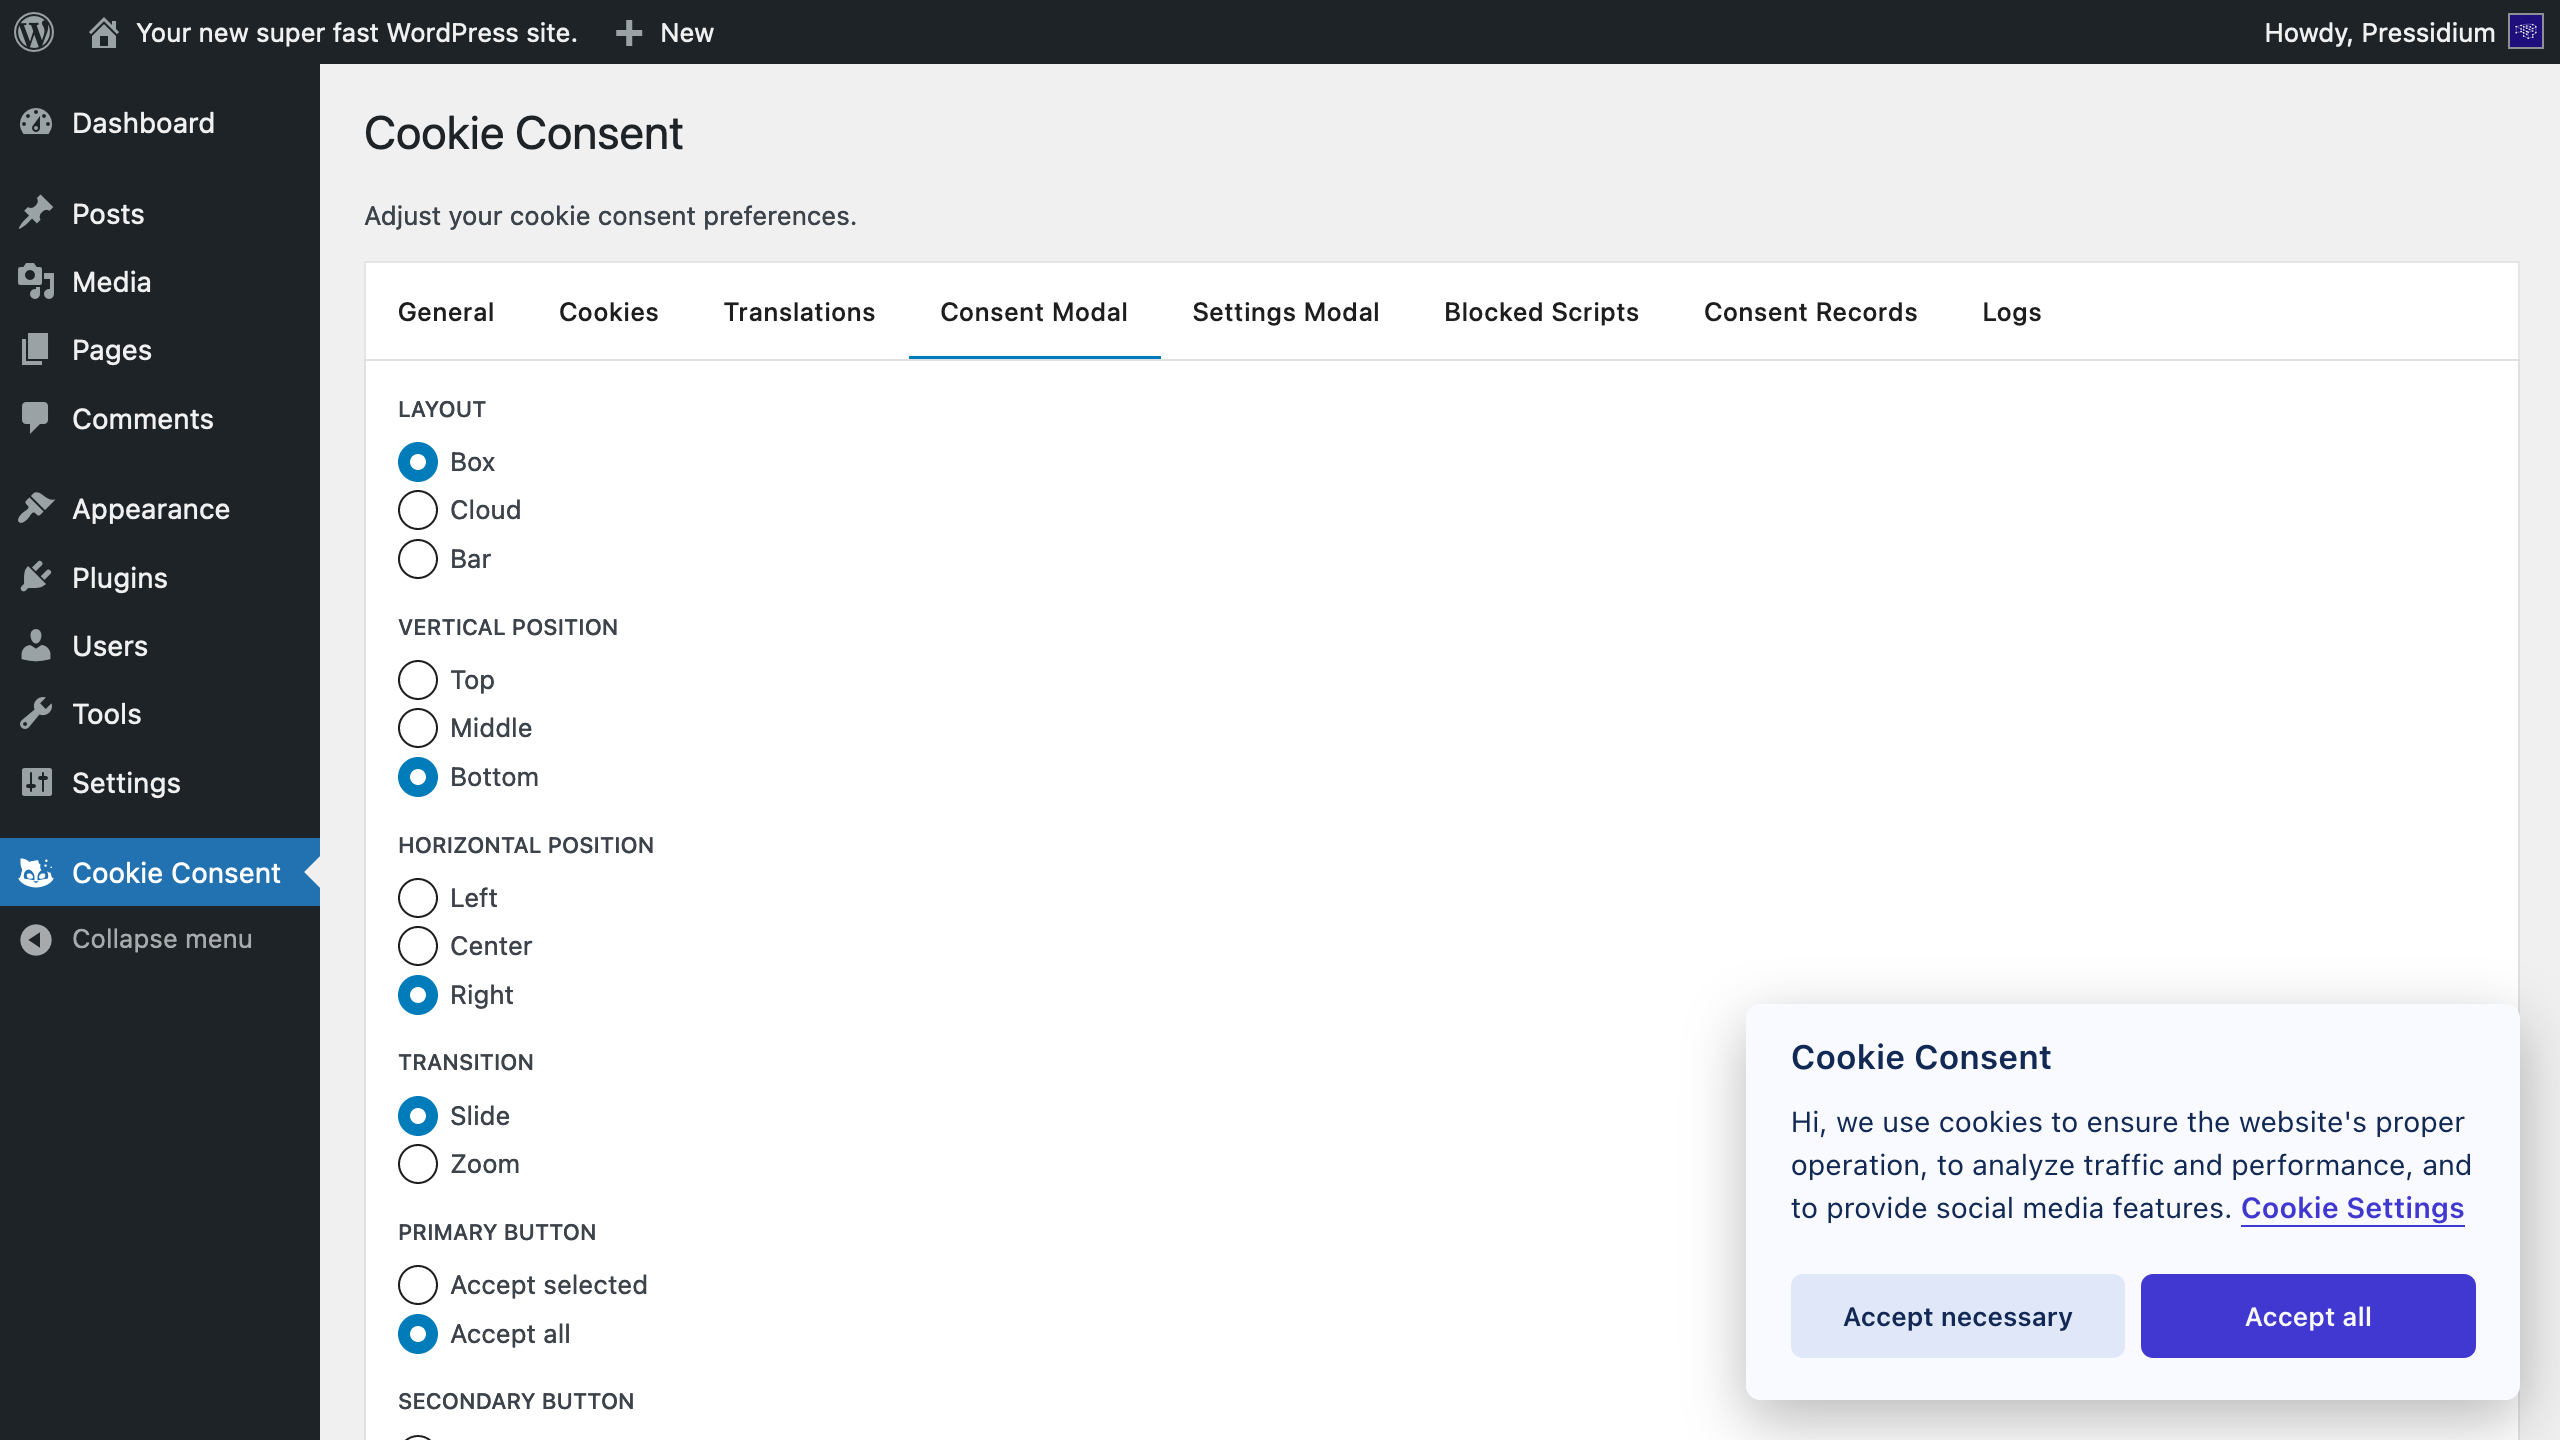 Your new super fast WordPress site.
New
Howdy, Pressidium
Dashboard
Posts
Media
Pages
Comments
Appearance
Plugins
Users
Tools
Settings
Cookie Consent
Collapse menu
Cookie Consent
Adjust your cookie consent preferences.
General
Cookies
Translations
Consent Modal
Settings Modal
Blocked Scripts
Consent Records
Logs
LAYOUT
Box
Cloud
Bar
VERTICAL POSITION
Top
Middle
Bottom
HORIZONTAL POSITION
Left
Center
Right
TRANSITION
Slide
Zoom
PRIMARY BUTTON
Accept selected
Accept all
SECONDARY BUTTON
Cookie Consent
Hi, we use cookies to ensure the website's proper
operation, to analyze traffic and performance, and
to provide social media features. Cookie Settings
Accept necessary
Accept all